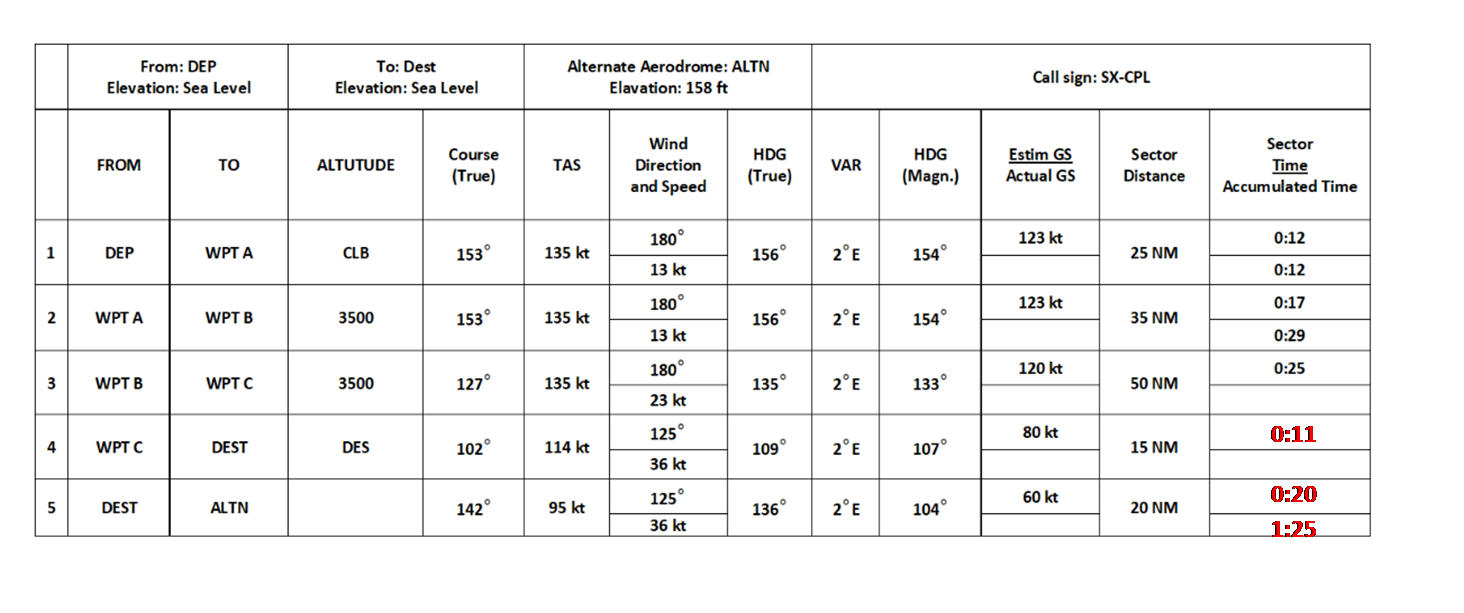 From: DEP
Elevation: Sea Level
To: Dest
Elevation: Sea Level
Alternate Aerodrome: ALTN
Elavation: 158 ft
Call sign: SX-CPL
FROM
TO
ALTUTUDE
Course
(True)
TAS
Wind
Direction
and Speed
HDG
(True)
VAR
HDG
(Magn.)
Estim GS
Actual GS
Sector
Distance
Sector
Time
Accumulated Time
1
DEP
WPT A
CLB
153°
135 kt
180°
13 kt
156°
2°E
154°
123 kt
25 NM
0:12
0:12
2
WPT A
WPT B
3500
153°
135 kt
180°
13 kt
156°
2°E
154°
123 kt
35 NM
0:17
0:29
3
WPT B
WPT C
3500
127°
135 kt
180°
23 kt
135°
2°E
133°
120 kt
50 NM
0:25
4
WPT C
DEST
DES
102°
114 kt
125°
36 kt
109°
2°E
107°
80 kt
15 NM
0:11
5
DEST
ALTN
142°
95 kt
125°
36 kt
136°
2°E
104°
60 kt
20 NM
0:20
1:25